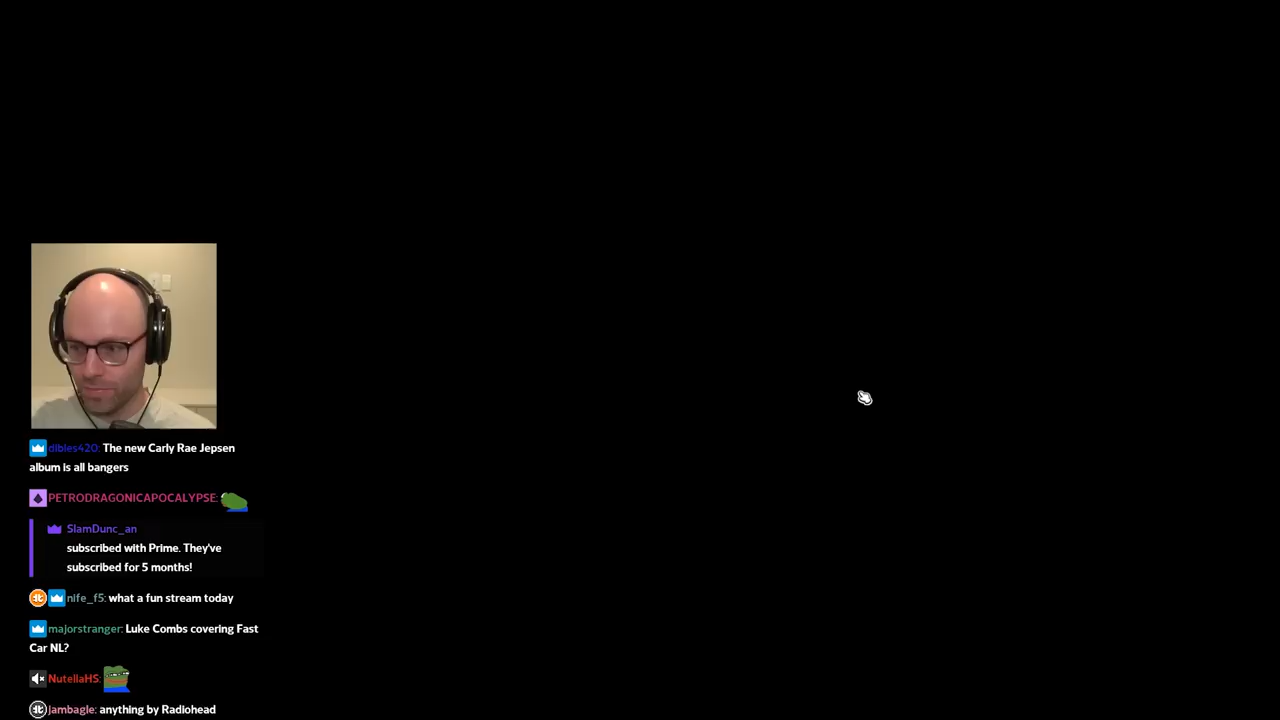 dibles420: The new Carly Rae Jepsen
album is all bangers
PETRODRAGONICAPOCALYPSE:
SlamDunc_an
subscribed with Prime. They've
subscribed for 5 months!
nife_f5: what a fun stream today
majorstranger: Luke Combs covering Fast
Car NL?
NutellaHS:
jambagle: anything by Radiohead